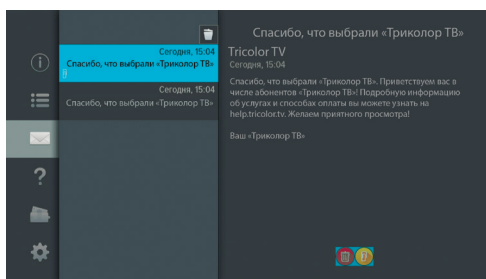 Сегодня, 15:04
Спасибо, что выбрали «Триколор ТВ»
Сегодня, 15:04
Спасибо, что выбрали «Триколор ТВ»
Спасибо, что выбрали «Триколор ТВ»
Tricolor TV
Сегодня, 15:04
Спасибо, что выбрали «Триколор ТВ». Приветствуем вас в
числе абонентов «Триколор ТВ»! Подробную информацию
об услугах и способах оплаты вы можете узнать на
help.tricolor.tv. Желаем приятного просмотра!
Ваш «Триколор ТВ»